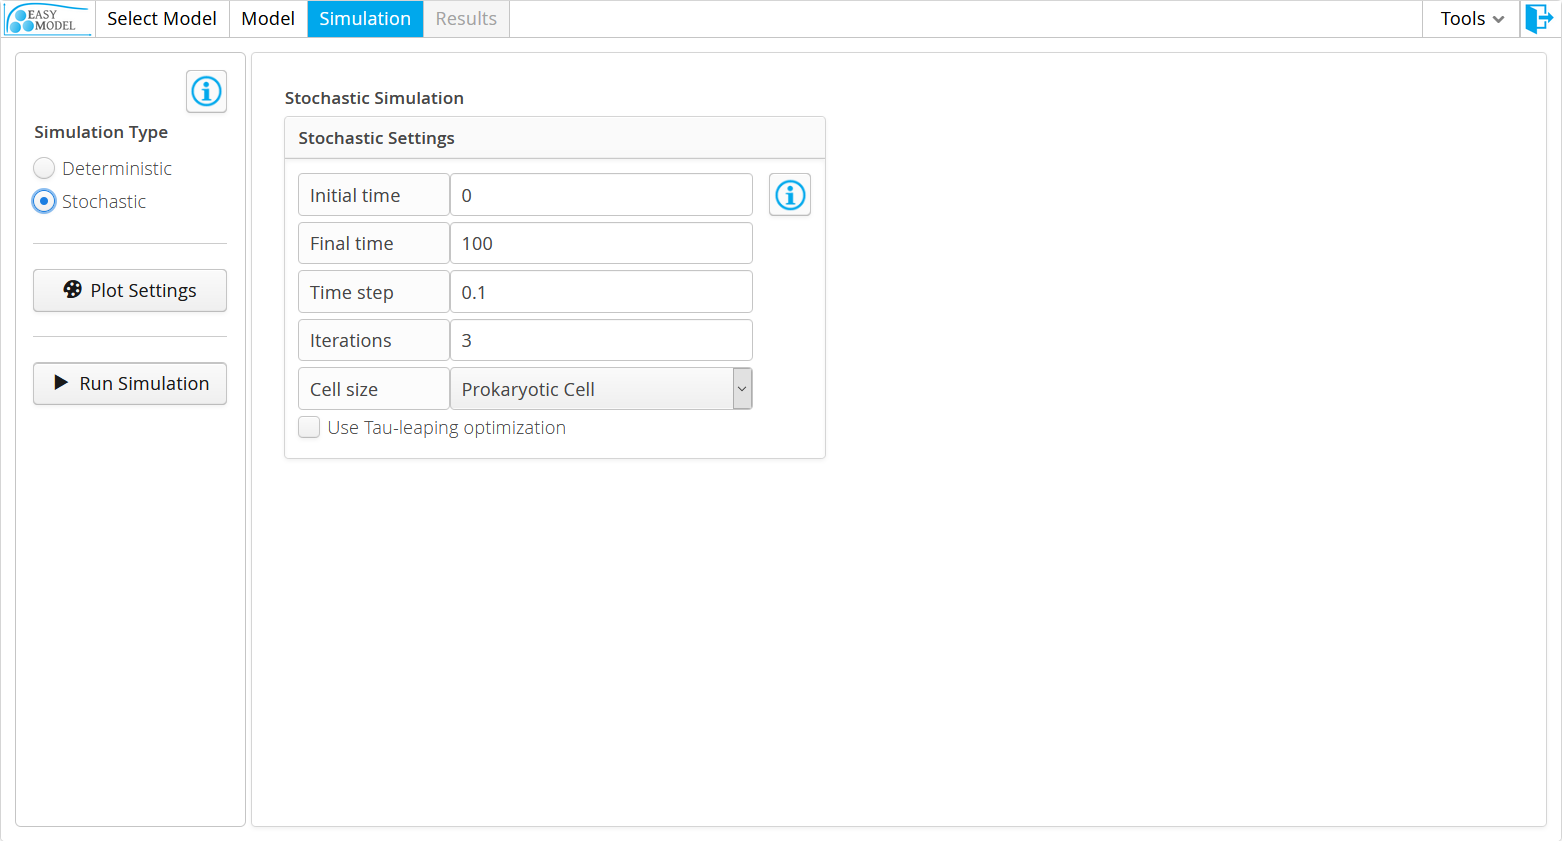 EASY MODEL
Select Model
Model
Simulation
Results
Tools
Simulation Type
Deterministic
Stochastic
Plot Settings
Run Simulation
Stochastic Simulation
Stochastic Settings
Initial time 0
Final time 100
Time step 0.1
Iterations 3
Cell size Prokaryotic Cell
Use Tau-leaping optimization